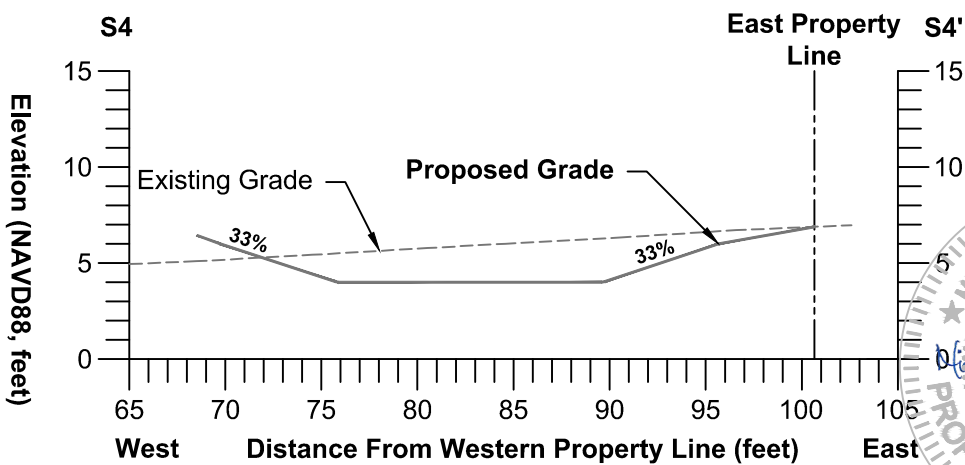 S4
East Property
Line
S4'
15
15
Elevation (NAVD88, feet)
10
Existing Grade
Proposed Grade
10
33%
33%
5
5
0
0
65 70 75 80 85 90 95 100 105
West
Distance From Western Property Line (feet)
East